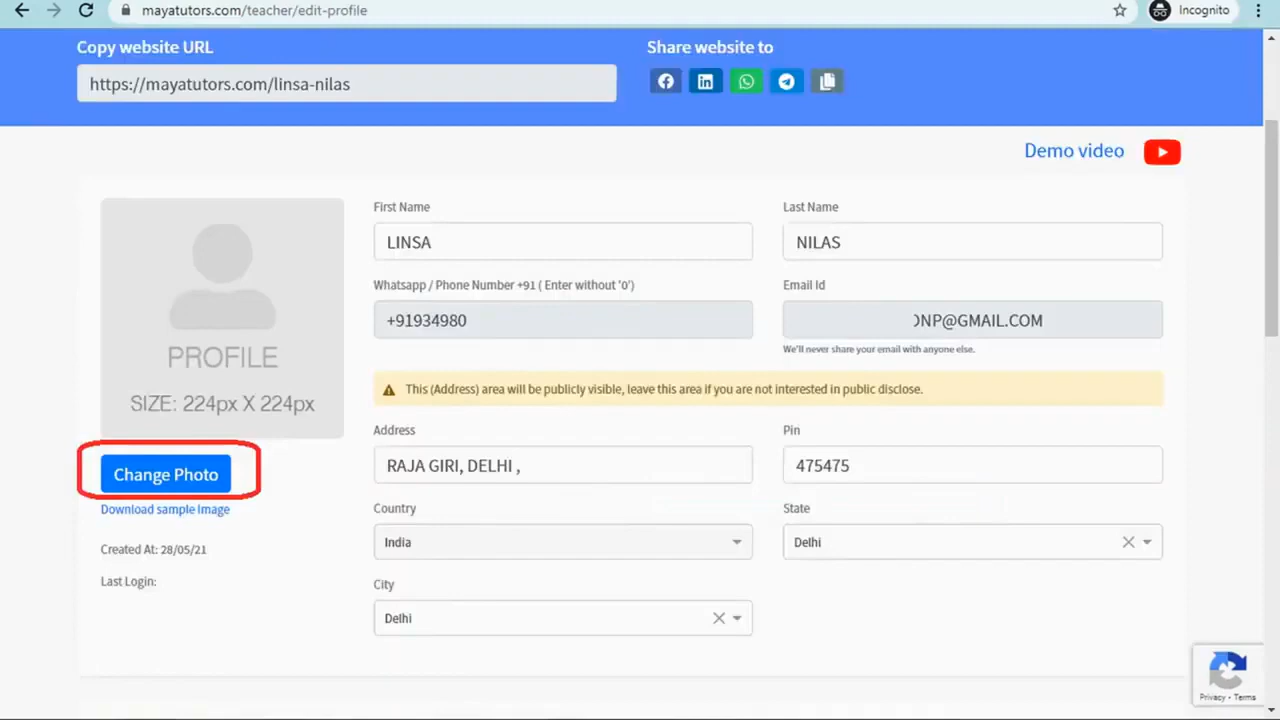 mayatutors.com/teacher/edit-profile
Incognito
Copy website URL
Share website to
https://mayatutors.com/linsa-nilas
Demo video
PROFILE
SIZE: 224px X 224px
Change Photo
Download sample Image
Created At: 28/05/21
Last Login:
First Name
Last Name
LINSA
NILAS
Whatsapp / Phone Number +91 ( Enter without '0')
Email Id
+91934980
NP@GMAIL.COM
We'll never share your email with anyone else.
This (Address) area will be publicly visible, leave this area if you are not interested in public disclose.
Address
Pin
RAJA GIRI, DELHI ,
475475
Country
State
India
Delhi
City
Delhi
Privacy - Terms